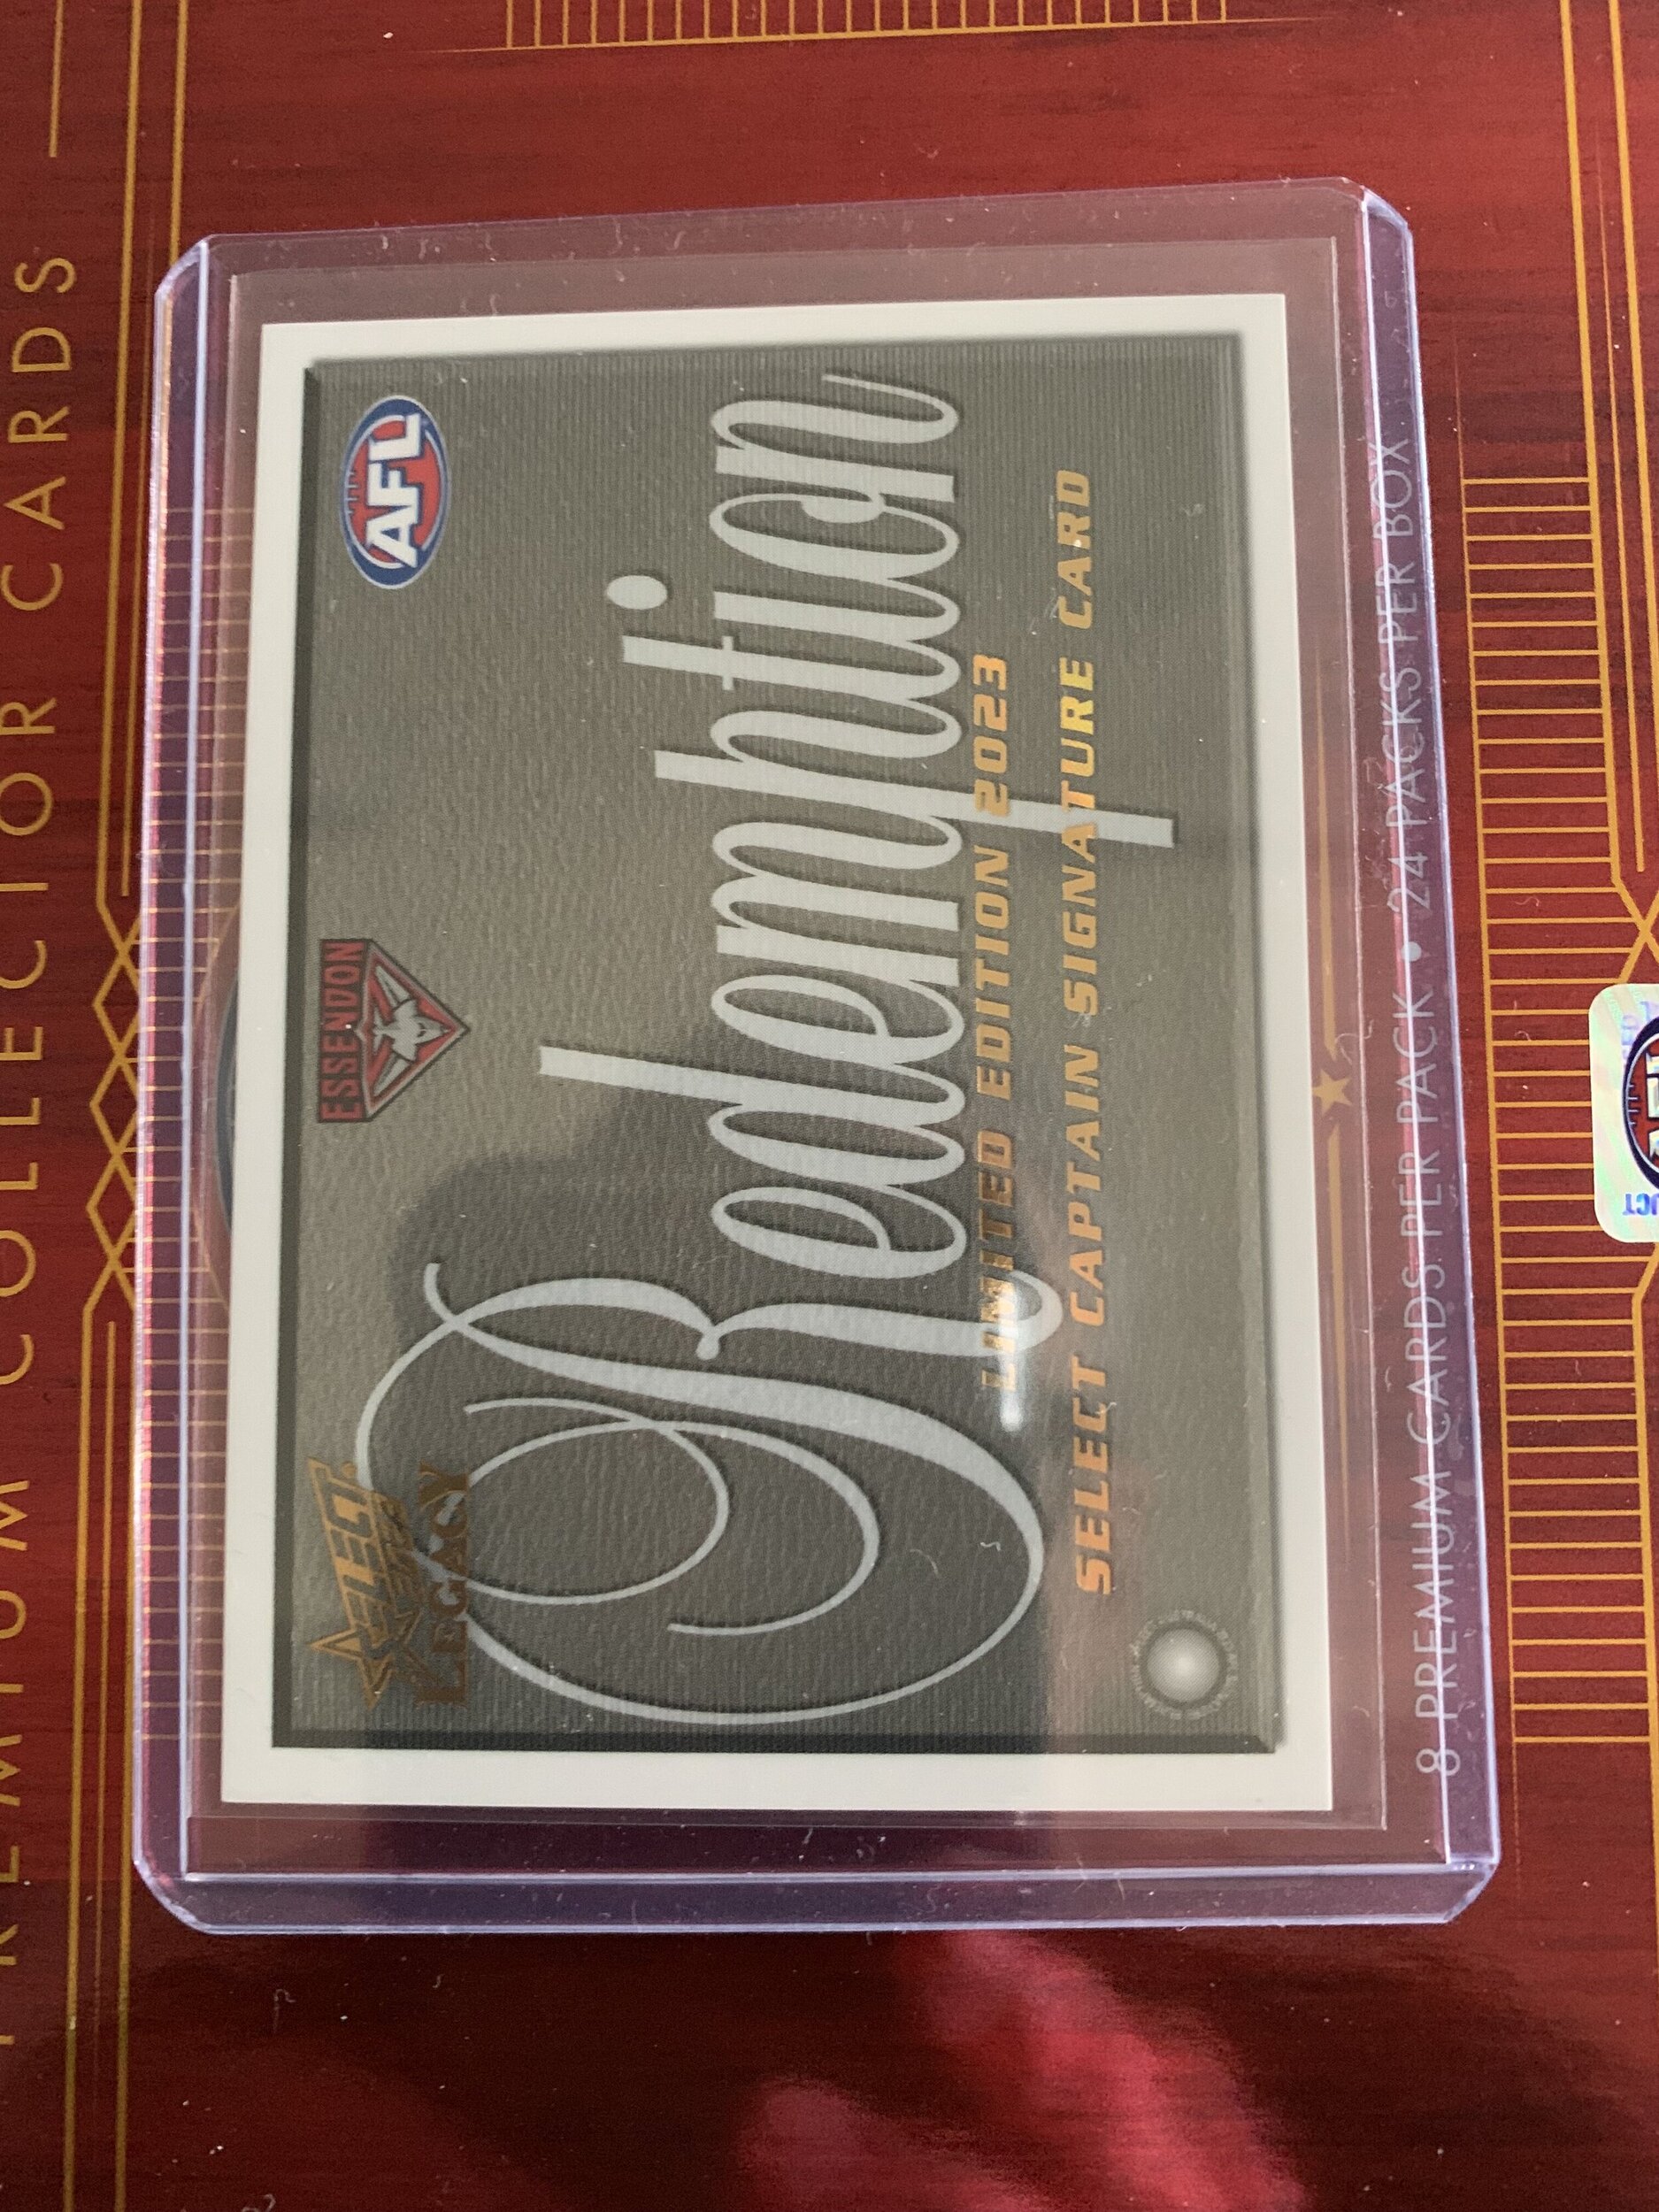 PREMIUM COLLECTOR CARDS
SELECT
LEGACY
ESSENDON
AFL
Redemption
LIMITED EDITION 2023
SELECT CAPTAIN SIGNATURE CARD
8 PREMIUM CARDS PER PACK • 24 PACKS PER BOX